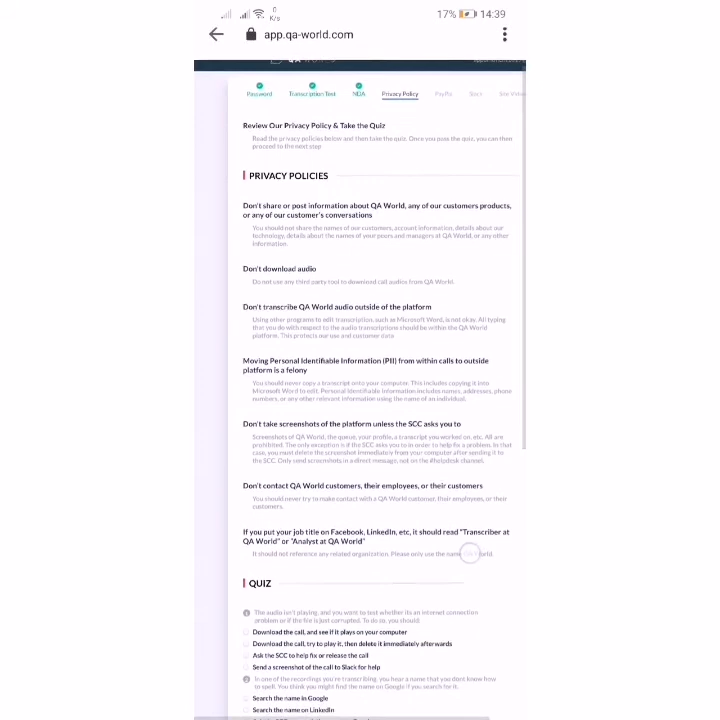 0
K/s
17% 14:39
app.qa-world.com
Password Transcription Test NDA Privacy Policy PayPal Slack Site Video
Review Our Privacy Policy & Take the Quiz
Read the privacy policies below and then take the quiz. Once you pass the quiz, you can then
proceed to the next step
PRIVACY POLICIES
Don't share or post information about QA World, any of our customers products,
or any of our customer's conversations
You should not share the names of our customers, account information, details about our
technology, details about the names of your peers and managers at QA World, or any other
information.
Don't download audio
Do not use any third party tool to download call audios from QA World.
Don't transcribe QA World audio outside of the platform
Using other programs to edit transcription, such as Microsoft Word, is not okay. All typing
that you do with respect to the audio transcriptions should be within the QA World
platform. This protects our use and customer data
Moving Personal Identifiable Information (PII) from within calls to outside
platform is a felony
You should never copy a transcript onto your computer. This includes copying it into
Microsoft Word to edit. Personal Identifiable Information includes names, addresses, phone
numbers, or any other relevant information using the name of an individual.
Don't take screenshots of the platform unless the SCC asks you to
Screenshots of QA World, the queue, your profile, a transcript you worked on, etc. All are
prohibited. The only exception is if the SCC asks you to in order to help fix a problem. In that
case, you must delete the screenshot immediately from your computer after sending it to
the SCC. Only send screenshots in a direct message, not on the #helpdesk channel.
Don't contact QA World customers, their employees, or their customers
You should never try to make contact with a QA World customer, their employees, or their
customers.
If you put your job title on Facebook, LinkedIn, etc, it should read "Transcriber at
QA World" or "Analyst at QA World"
It should not reference any related organization. Please only use the name QA World.
QUIZ
The audio isn't playing, and you want to test whether its an internet connection
problem or if the file is just corrupted. To do so, you should:
Download the call, and see if it plays on your computer
Download the call, try to play it, then delete it immediately afterwards
Ask the SCC to help fix or release the call
Send a screenshot of the call to Slack for help
In one of the recordings you're transcribing, you hear a name that you dont know how
to spell. You think you might find the name on Google if you search for it.
Search the name in Google
Search the name on LinkedIn